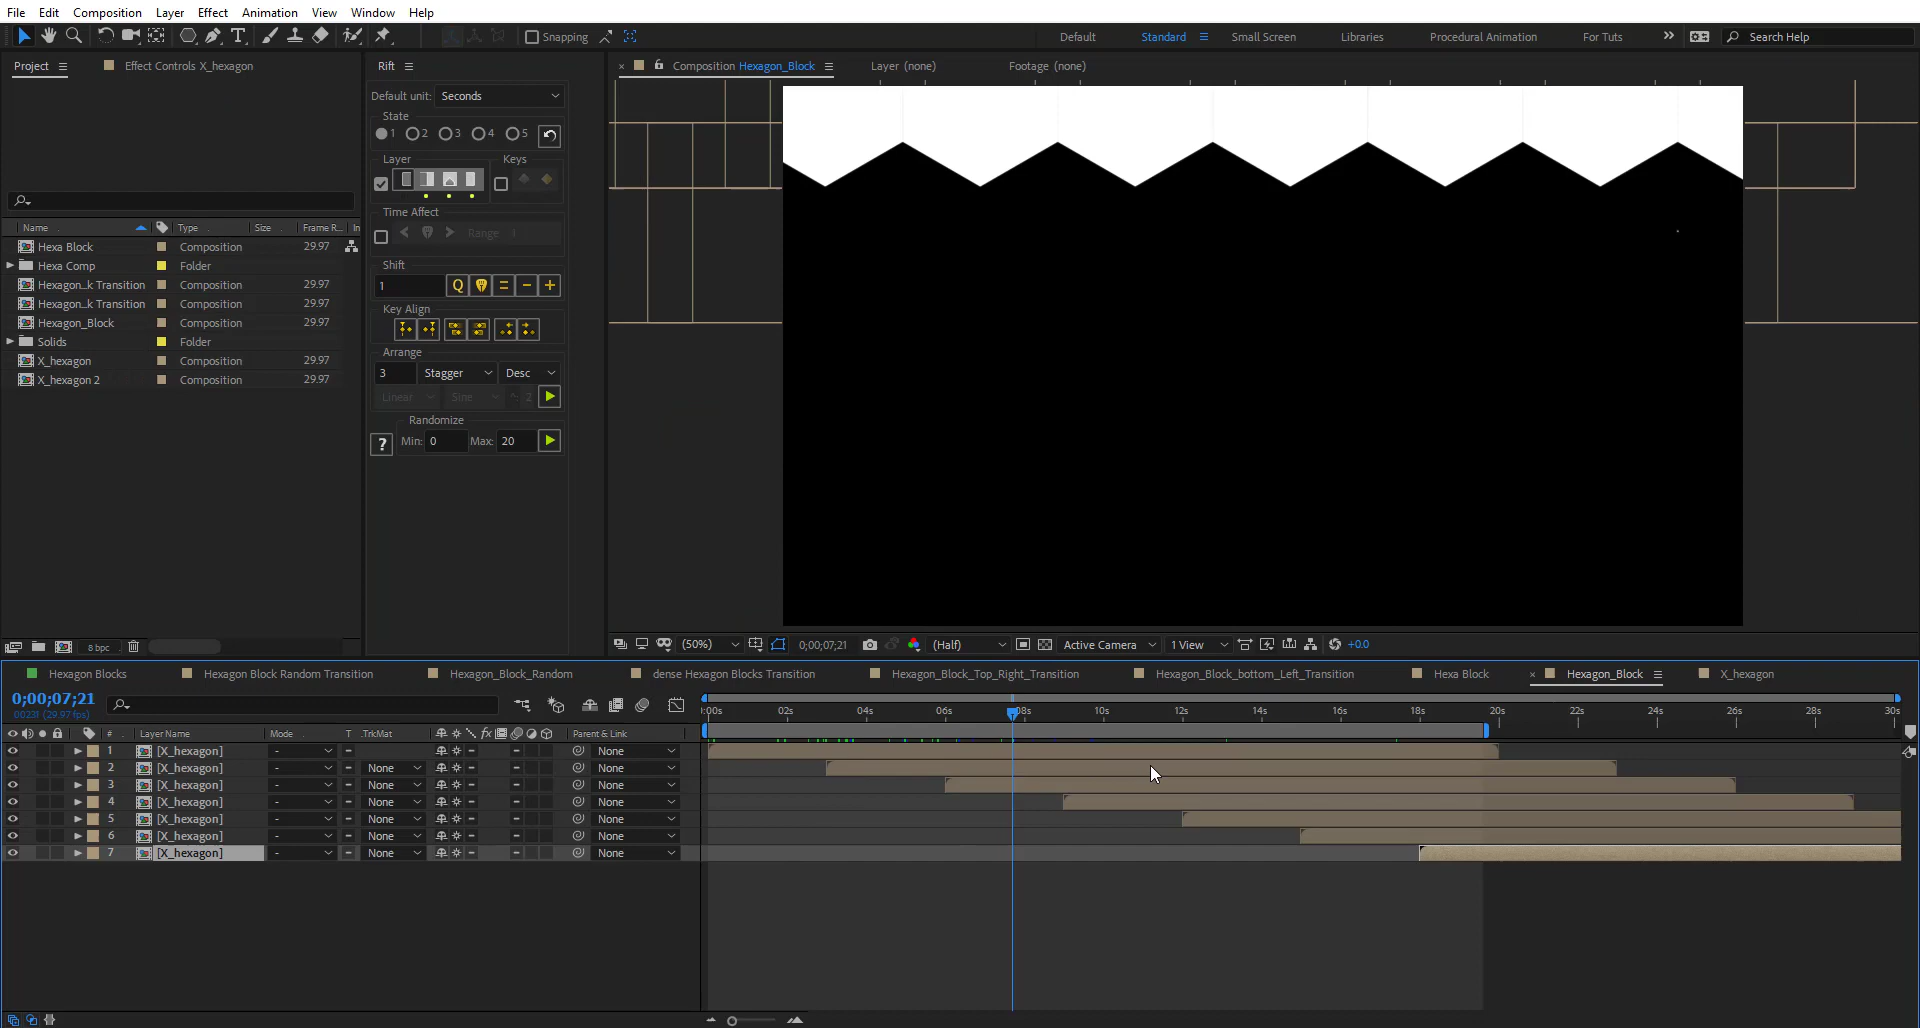 File Edit Composition Layer Effect Animation View Window Help
Snapping Default Standard Small Screen Libraries Procedural Animation For Tuts Search Help
Project Effect Controls X_hexagon
Name Type Size Frame R... In
Hexa Block Composition 29.97
Hexa Comp Folder
Hexagon_k Transition Composition 29.97
Hexagon_k Transition Composition 29.97
Hexagon_Block Composition 29.97
Solids Folder
X_hexagon Composition 29.97
X_hexagon 2 Composition 29.97
8 bpc
Rift
Default unit: Seconds
State
1 2 3 4 5
Layer Keys
Time Affect
Range 1
Shift
1 Q = - +
Key Align
Arrange
3 Stagger Desc
Linear Sine ^: 2
Randomize
? Min: 0 Max: 20
Composition Hexagon_Block Layer (none) Footage (none)
(50%) 0;00;07;21 (Half) Active Camera 1 View +0.0
Hexagon Blocks Hexagon Block Random Transition Hexagon_Block_Random dense Hexagon Blocks Transition Hexagon_Block_Top_Right_Transition Hexagon_Block_bottom_Left_Transition Hexa Block Hexagon_Block X_hexagon
0;00;07;21
00231 (29.97 fps)
# Layer Name Mode T .TrkMat fx Parent & Link
:00s 02s 04s 06s 08s 10s 12s 14s 16s 18s 20s 22s 24s 26s 28s 30s
1 [X_hexagon] - None
2 [X_hexagon] - None None
3 [X_hexagon] - None None
4 [X_hexagon] - None None
5 [X_hexagon] - None None
6 [X_hexagon] - None None
7 [X_hexagon] - None None